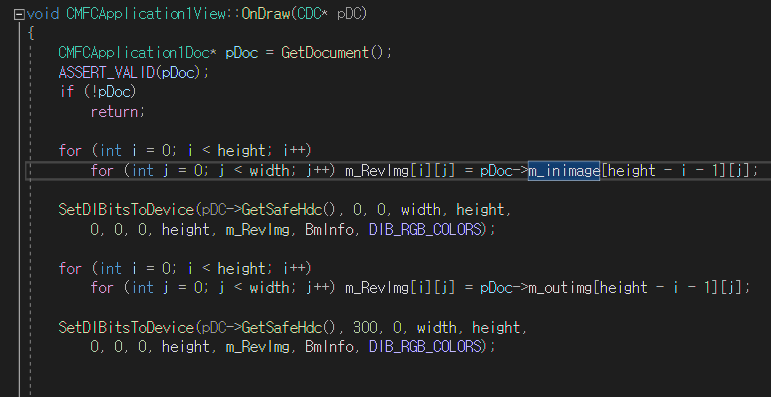 void CMFCApplication1View::OnDraw(CDC* pDC)
{
    CMFCApplication1Doc* pDoc = GetDocument();
    ASSERT_VALID(pDoc);
    if (!pDoc)
        return;

    for (int i = 0; i < height; i++)
        for (int j = 0; j < width; j++) m_RevImg[i][j] = pDoc->m_inimage[height - i - 1][j];

    SetDIBitsToDevice(pDC->GetSafeHdc(), 0, 0, width, height,
        0, 0, 0, height, m_RevImg, BmInfo, DIB_RGB_COLORS);

    for (int i = 0; i < height; i++)
        for (int j = 0; j < width; j++) m_RevImg[i][j] = pDoc->m_outimg[height - i - 1][j];

    SetDIBitsToDevice(pDC->GetSafeHdc(), 300, 0, width, height,
        0, 0, 0, height, m_RevImg, BmInfo, DIB_RGB_COLORS);